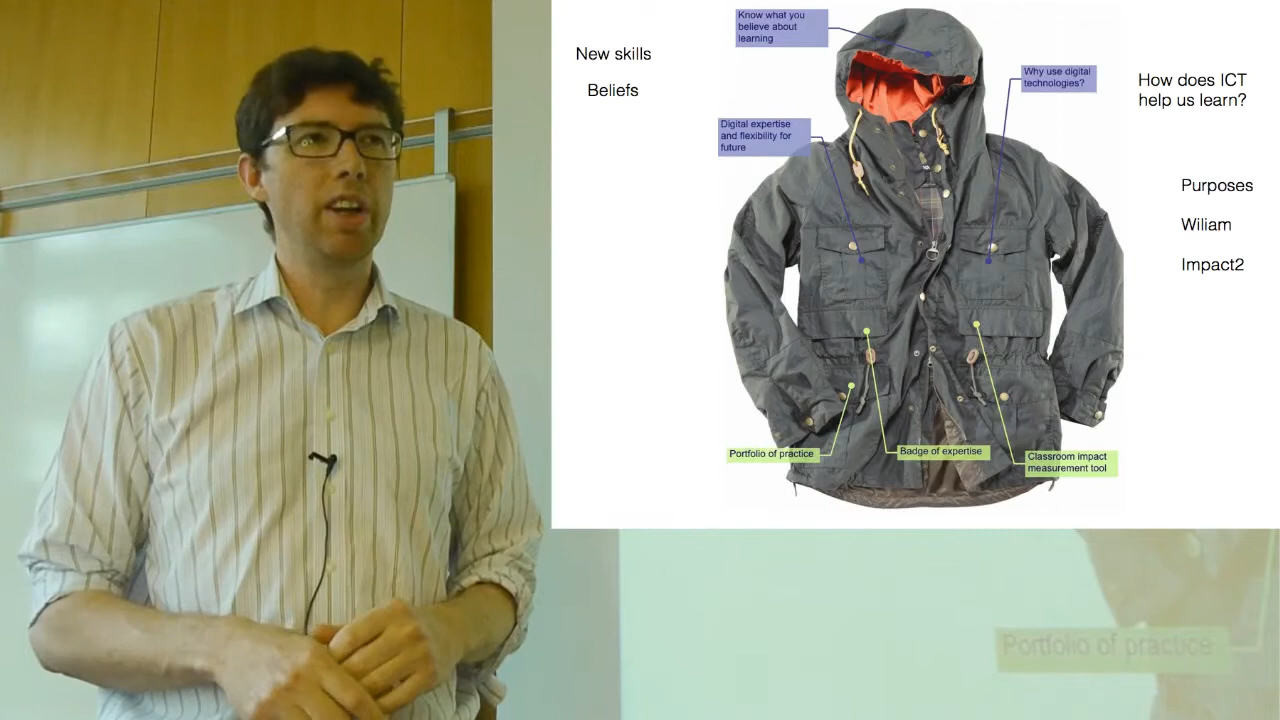 New skills
Beliefs
Know what you
believe about
learning
Why use digital
technologies?
Digital expertise
and flexibility for
future
How does ICT
help us learn?
Purposes
Wiliam
Impact2
Portfolio of practice
Badge of expertise
Classroom impact
measurement tool
Portfolio of practice